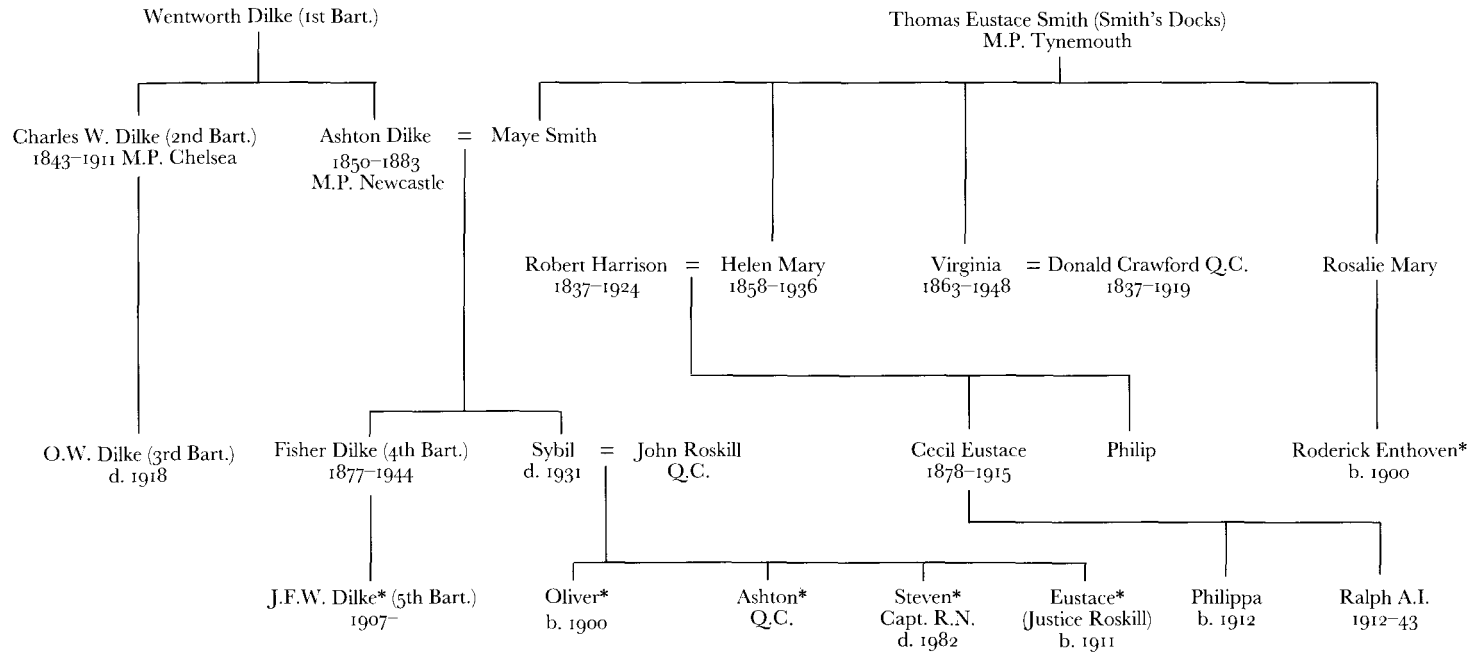 Wentworth Dilke (1st Bart.)
Thomas Eustace Smith (Smith's Docks)
M.P. Tynemouth
Charles W. Dilke (2nd Bart.)
1843–1911 M.P. Chelsea
Ashton Dilke
1850–1883
M.P. Newcastle
=
Maye Smith
Robert Harrison
1837–1924
=
Helen Mary
1858–1936
Virginia
1863–1948
=
Donald Crawford Q.C.
1837–1919
Rosalie Mary
O.W. Dilke (3rd Bart.)
d. 1918
Fisher Dilke (4th Bart.)
1877–1944
Sybil
d. 1931
=
John Roskill
Q.C.
Cecil Eustace
1878–1915
Philip
Roderick Enthoven*
b. 1900
J.F.W. Dilke* (5th Bart.)
1907-
Oliver*
b. 1900
Ashton*
Q.C.
Steven*
Capt. R.N.
d. 1982
Eustace*
(Justice Roskill)
b. 1911
Philippa
b. 1912
Ralph A.I.
1912–43